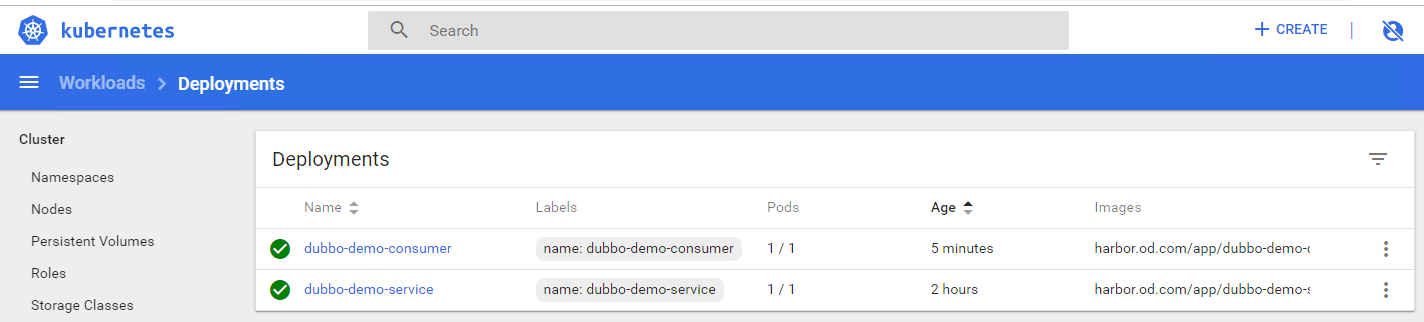 kubernetes
Search
CREATE
Workloads
Deployments
Cluster
Namespaces
Nodes
Persistent Volumes
Roles
Storage Classes
Deployments
Name Labels Pods Age Images
dubbo-demo-consumer name: dubbo-demo-consumer 1 / 1 5 minutes harbor.od.com/app/dubbo-demo-
dubbo-demo-service name: dubbo-demo-service 1 / 1 2 hours harbor.od.com/app/dubbo-demo-